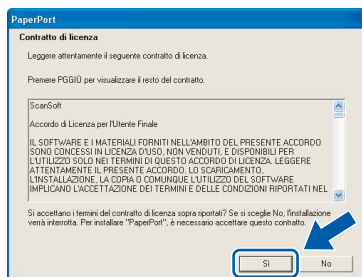 PaperPort
Contratto di licenza
Leggere attentamente il seguente contratto di licenza.
Premere PGGIÙ per visualizzare il resto del contratto.
ScanSoft
Accordo di Licenza per l'Utente Finale
IL SOFTWARE E I MATERIALI FORNITI NELL'AMBITO DEL PRESENTE ACCORDO
SONO CONCESSI IN LICENZA D'USO, NON VENDUTI, E DISPONIBILI PER
L'UTILIZZO SOLO NEI TERMINI DI QUESTO ACCORDO DI LICENZA. LEGGERE
ATTENTAMENTE IL PRESENTE ACCORDO. LO SCARICAMENTO,
L'INSTALLAZIONE, LA COPIA O COMUNQUE L'UTILIZZO DEL SOFTWARE
IMPLICANO L'ACCETTAZIONE DEI TERMINI E DELLE CONDIZIONI RIPORTATI NEL
Si accettano i termini del contratto di licenza sopra riportati? Se si sceglie No, l'installazione
verrà interrotta. Per installare "PaperPort", è necessario accettare questo contratto.
Sì
No